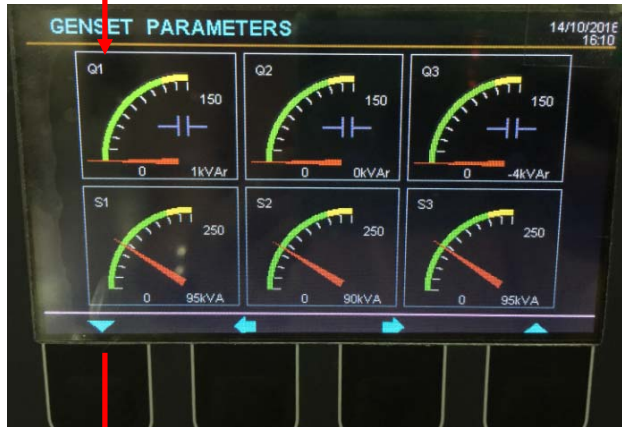 GENSET PARAMETERS
14/10/2016
16:10
Q1
150
0
1kVAr
Q2
150
0
0kVAr
Q3
150
0
-4kVAr
S1
250
0
95kVA
S2
250
0
90kVA
S3
250
0
95kVA